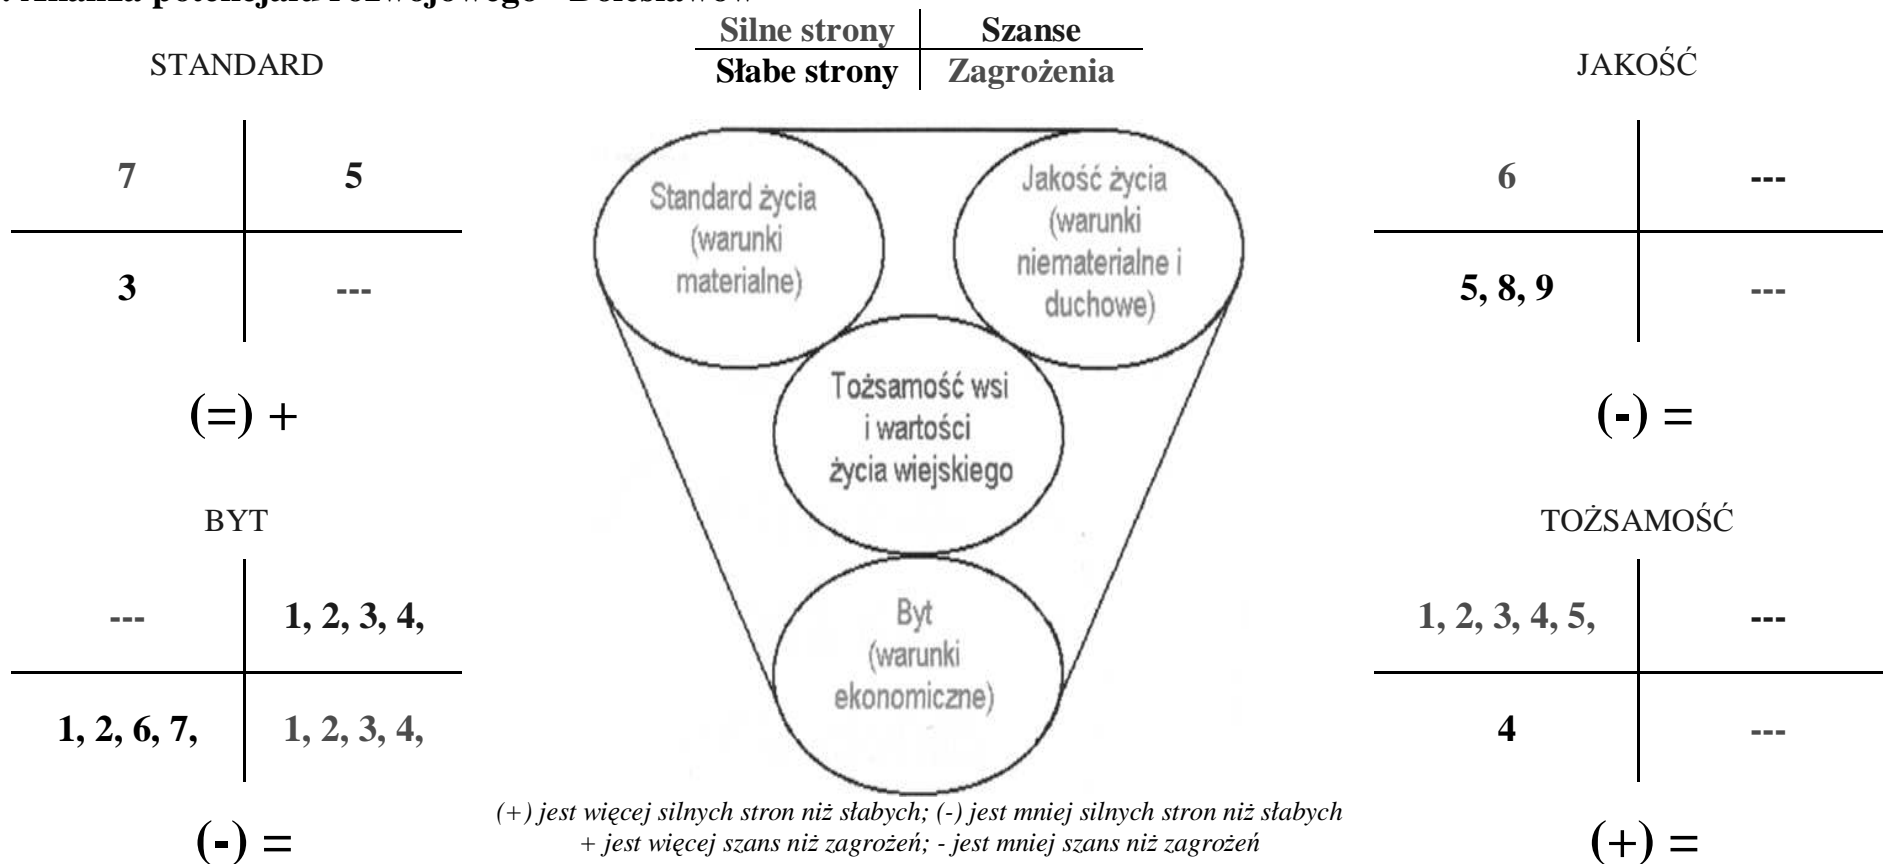 Silne strony Szanse
Słabe strony Zagrożenia
STANDARD
7 5
3 ---
(=) +
JAKOŚĆ
6 ---
5, 8, 9 ---
(-) =
Standard życia
(warunki
materialne)
Jakość życia
(warunki
niematerialne i
duchowe)
Tożsamość wsi
i wartości
życia wiejskiego
Byt
(warunki
ekonomiczne)
BYT
--- 1, 2, 3, 4,
1, 2, 6, 7, 1, 2, 3, 4,
(-) =
TOŻSAMOŚĆ
1, 2, 3, 4, 5, ---
4 ---
(+) =
(+) jest więcej silnych stron niż słabych; (-) jest mniej silnych stron niż słabych
+ jest więcej szans niż zagrożeń; - jest mniej szans niż zagrożeń